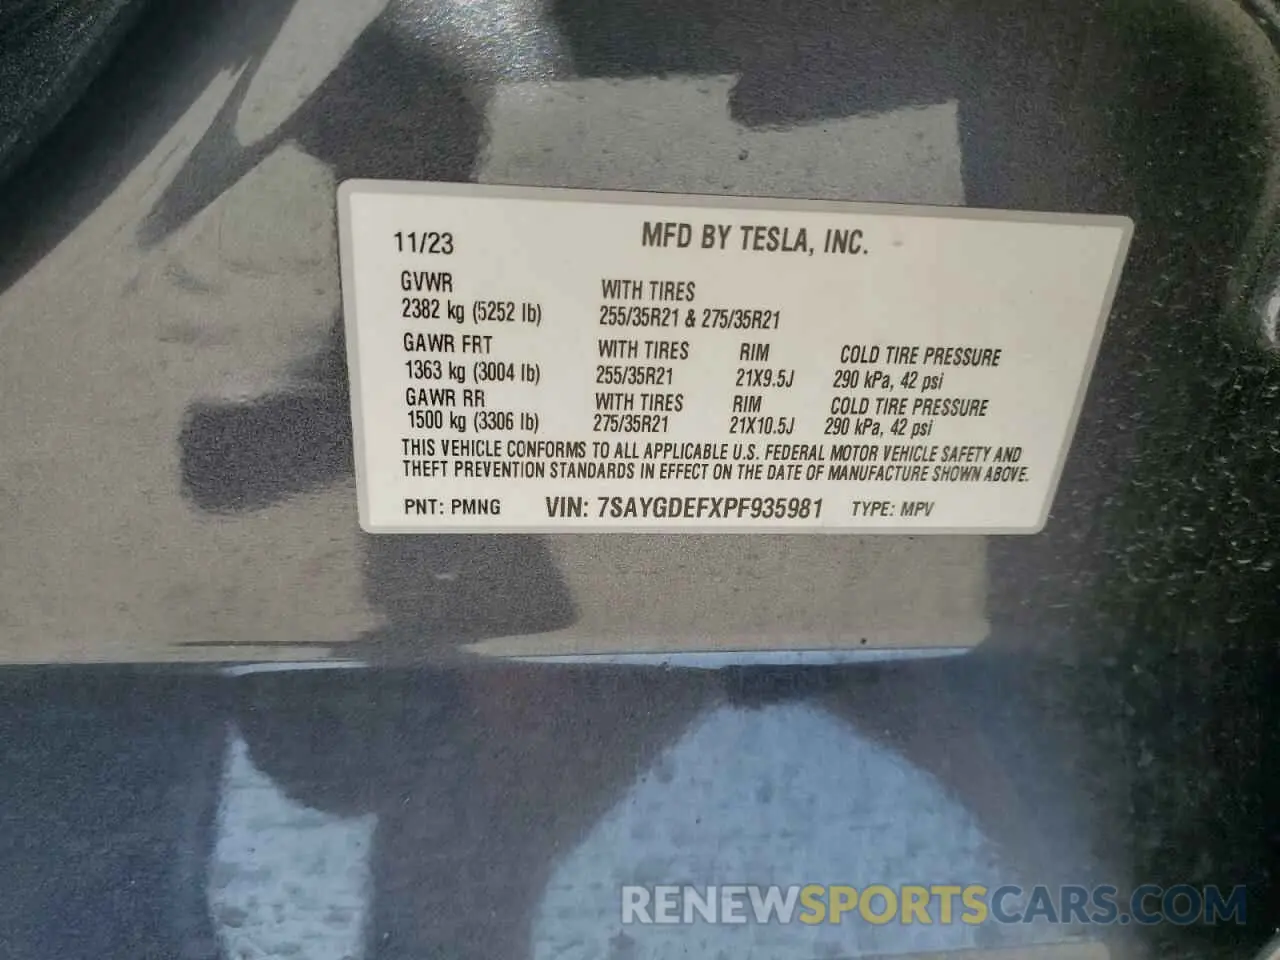 11/23 MFD BY TESLA, INC.
GVWR WITH TIRES
2382 kg (5252 lb) 255/35R21 & 275/35R21
GAWR FRT WITH TIRES RIM COLD TIRE PRESSURE
1363 kg (3004 lb) 255/35R21 21X9.5J 290 kPa, 42 psi
GAWR RR WITH TIRES RIM COLD TIRE PRESSURE
1500 kg (3306 lb) 275/35R21 21X10.5J 290 kPa, 42 psi
THIS VEHICLE CONFORMS TO ALL APPLICABLE U.S. FEDERAL MOTOR VEHICLE SAFETY AND
THEFT PREVENTION STANDARDS IN EFFECT ON THE DATE OF MANUFACTURE SHOWN ABOVE.
PNT: PMNG VIN: 7SAYGDEFXPF935981 TYPE: MPV
RENEWSPORTSCARS.COM